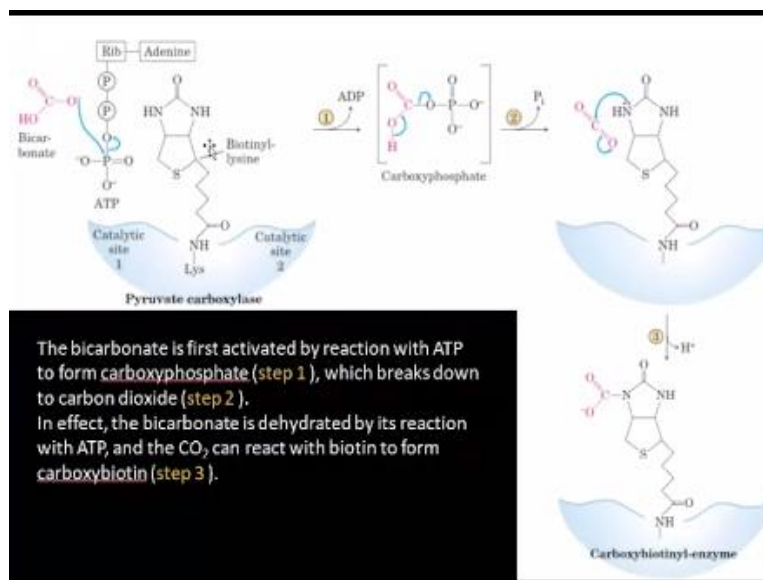 Rib Adenine
P
P
O
HO
O
Bicar-
bonate
-O-P=O
O-
ATP
O
HN NH
S
Biotinyl-
lysine
O
NH
Lys
Catalytic
site
1
Catalytic
site
2
Pyruvate carboxylase
①
ADP
O
C-O-P-O-
O
H
O
O-
Carboxyphosphate
②
Pi
O
C
O
O
HN NH
S
O
NH
③
H+
O
C
-O
O
N NH
S
O
NH
Carboxybiotinyl-enzyme
The bicarbonate is first activated by reaction with ATP
to form carboxyphosphate (step 1 ), which breaks down
to carbon dioxide (step 2 ).
In effect, the bicarbonate is dehydrated by its reaction
with ATP, and the CO₂ can react with biotin to form
carboxybiotin (step 3 ).